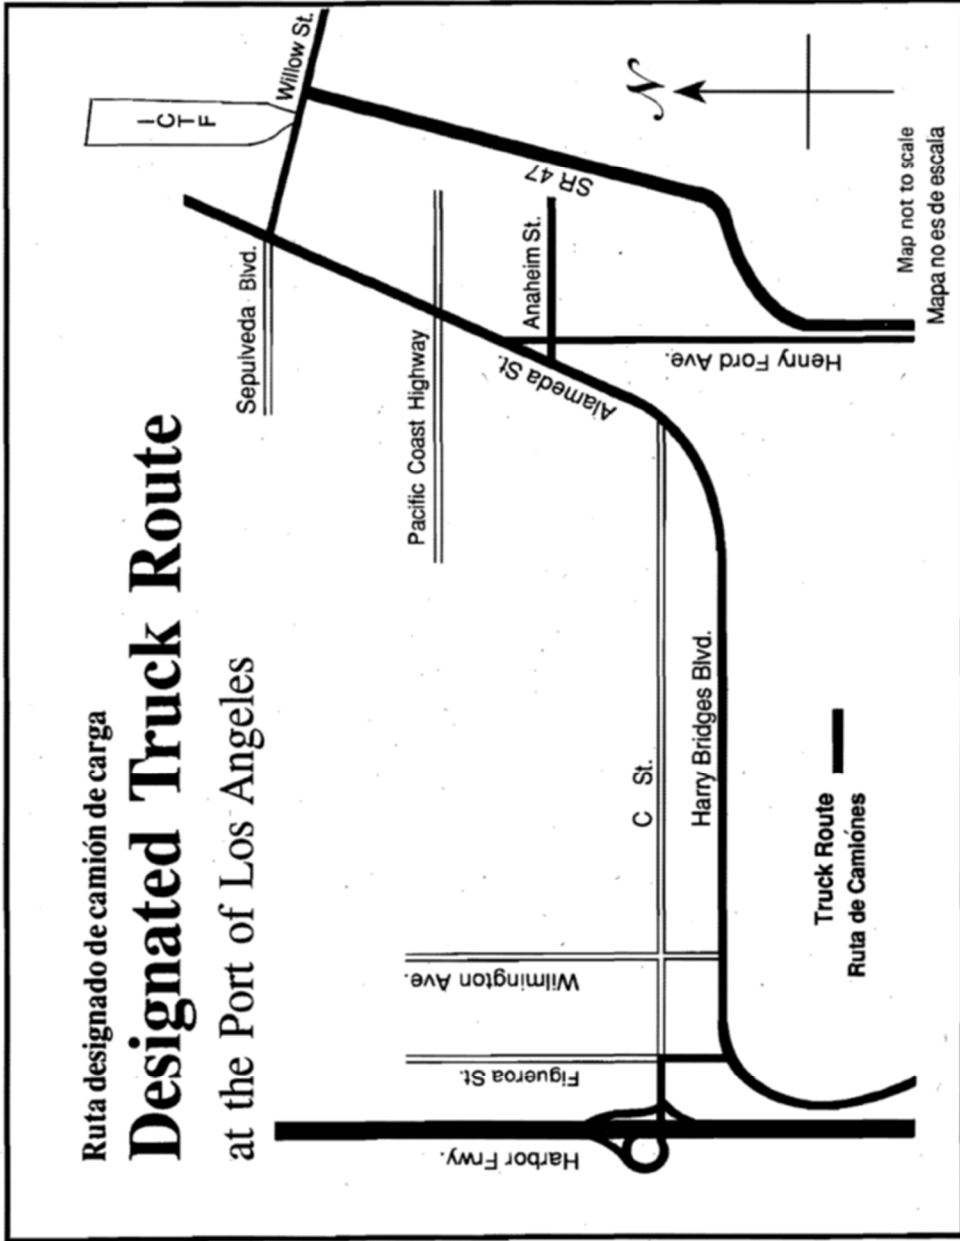 Ruta designado de camión de carga
Designated Truck Route
at the Port of Los Angeles
Harbor Frwy.
Figueroa St.
Wilmington Ave.
C St.
Harry Bridges Blvd.
Sepulveda Blvd.
Pacific Coast Highway
Alameda St.
Anaheim St.
Henry Ford Ave.
SR 47
Willow St.
ICTF
N
Truck Route
Ruta de Camiónes
Map not to scale
Mapa no es de escala